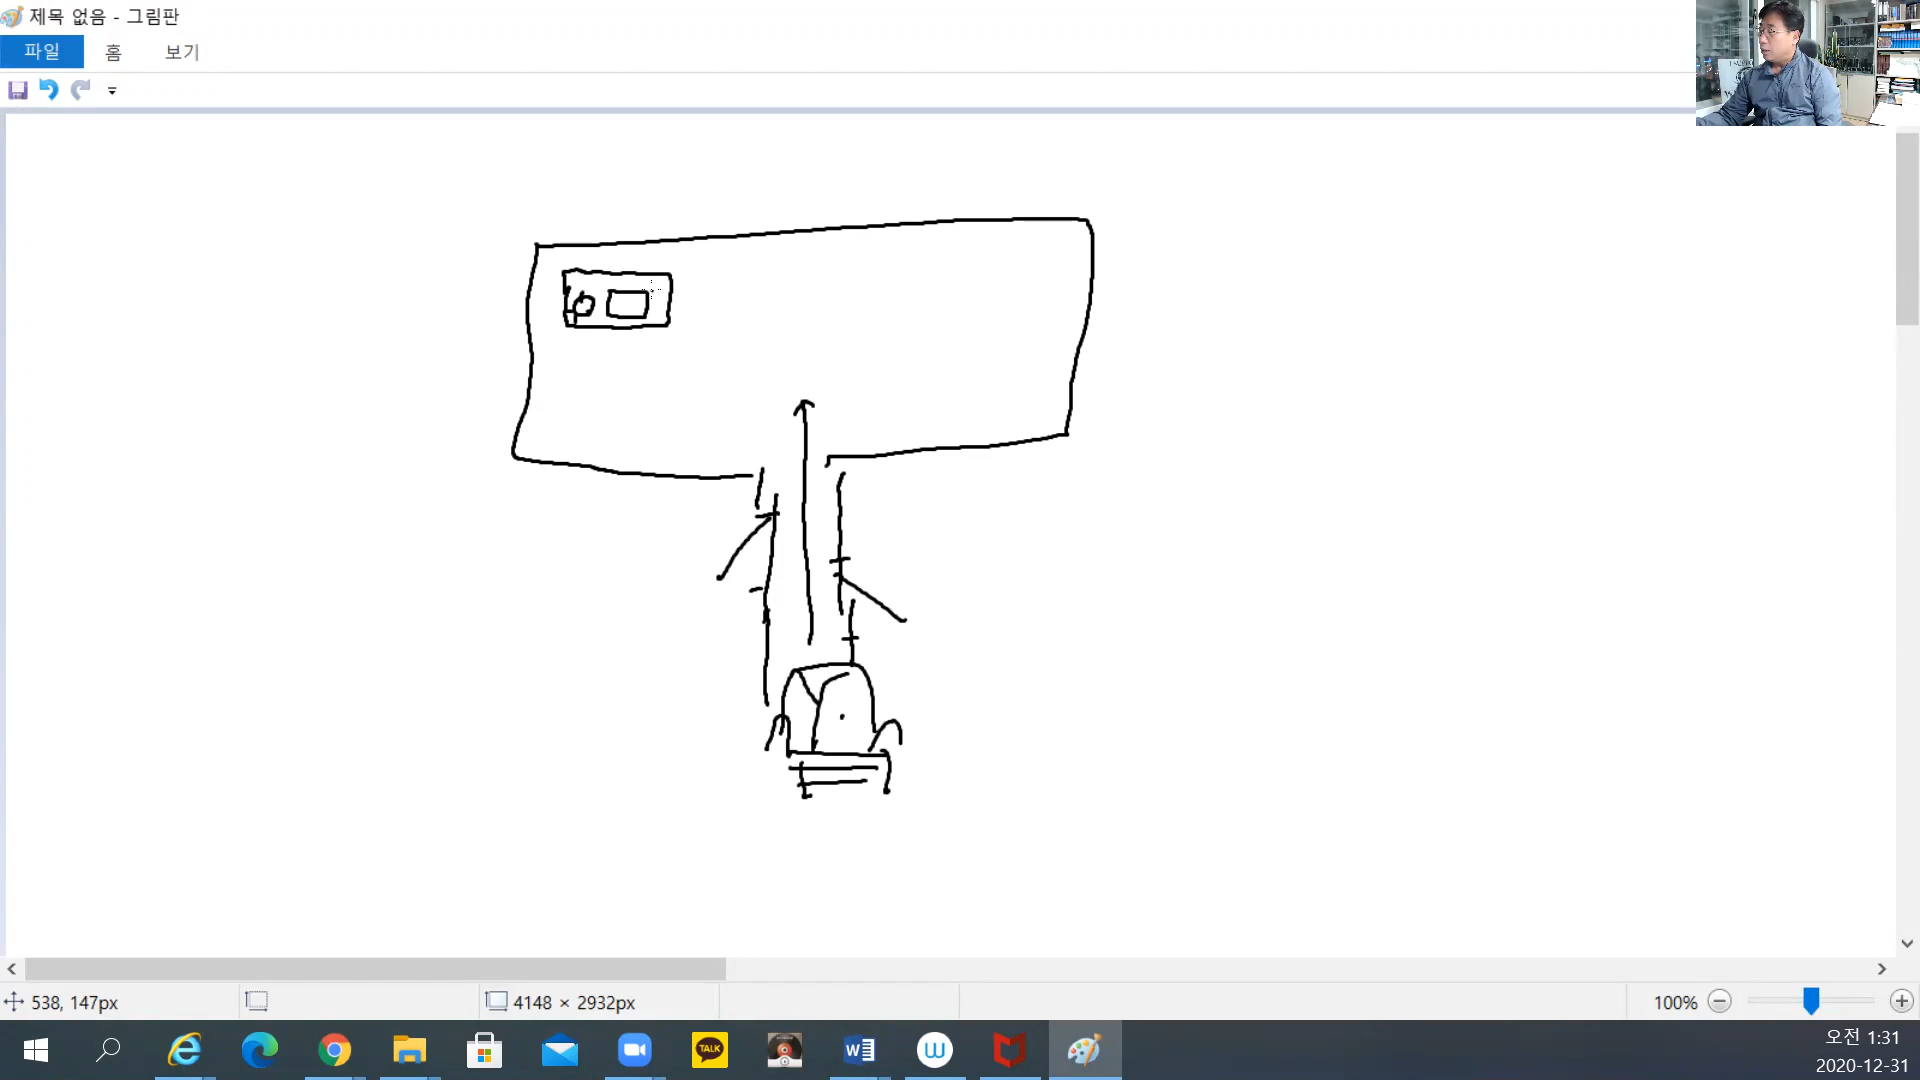 제목 없음 - 그림판
파일 홈 보기
538, 147px
4148 × 2932px
100%
TALK
오전 1:31
2020-12-31